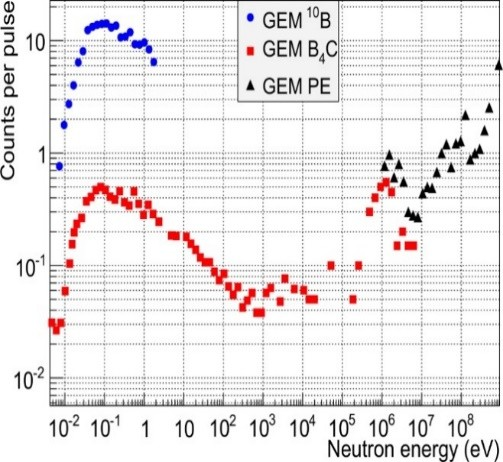 Counts per pulse
10
1
10⁻¹
10⁻²
GEM ¹⁰B
GEM B₄C
GEM PE
10⁻² 10⁻¹ 1 10 10² 10³ 10⁴ 10⁵ 10⁶ 10⁷ 10⁸
Neutron energy (eV)